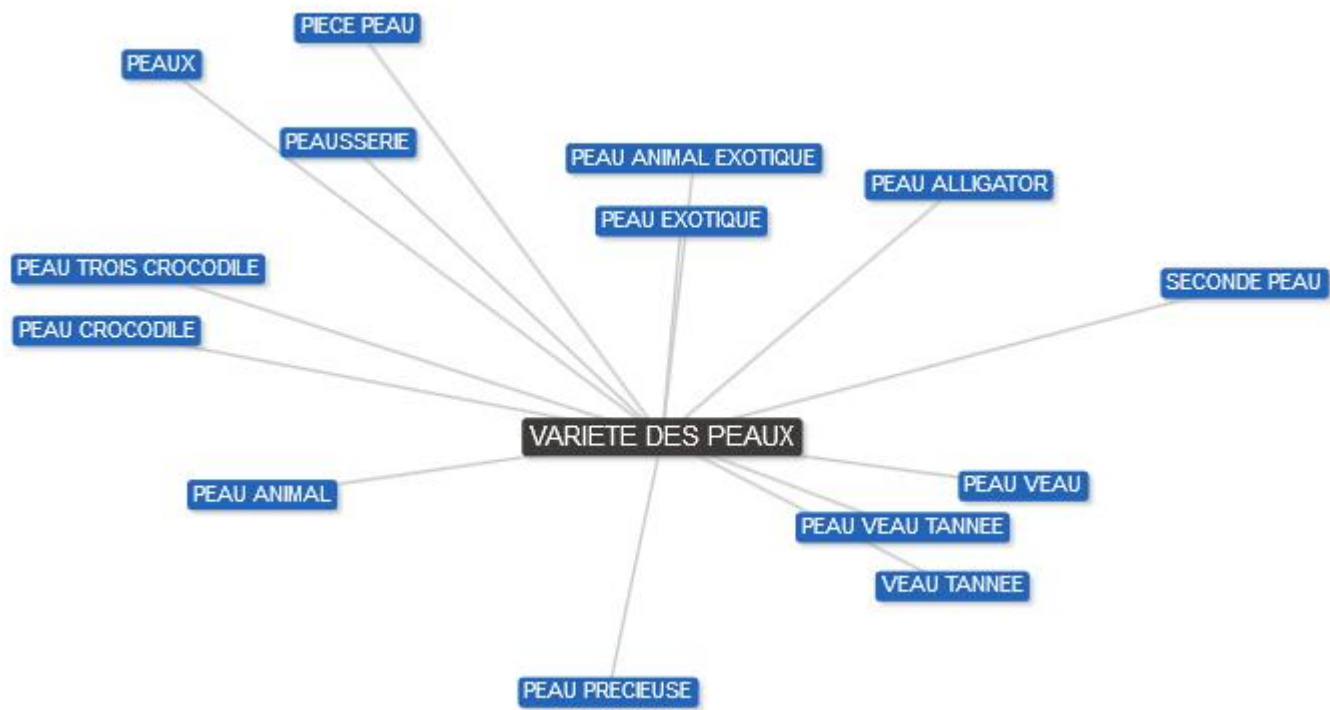 PIECE PEAU
PEAUX
PEAUSSERIE
PEAU ANIMAL EXOTIQUE
PEAU ALLIGATOR
PEAU EXOTIQUE
PEAU TROIS CROCODILE
SECONDE PEAU
PEAU CROCODILE
VARIETE DES PEAUX
PEAU ANIMAL
PEAU VEAU
PEAU VEAU TANNEE
VEAU TANNEE
PEAU PRECIEUSE